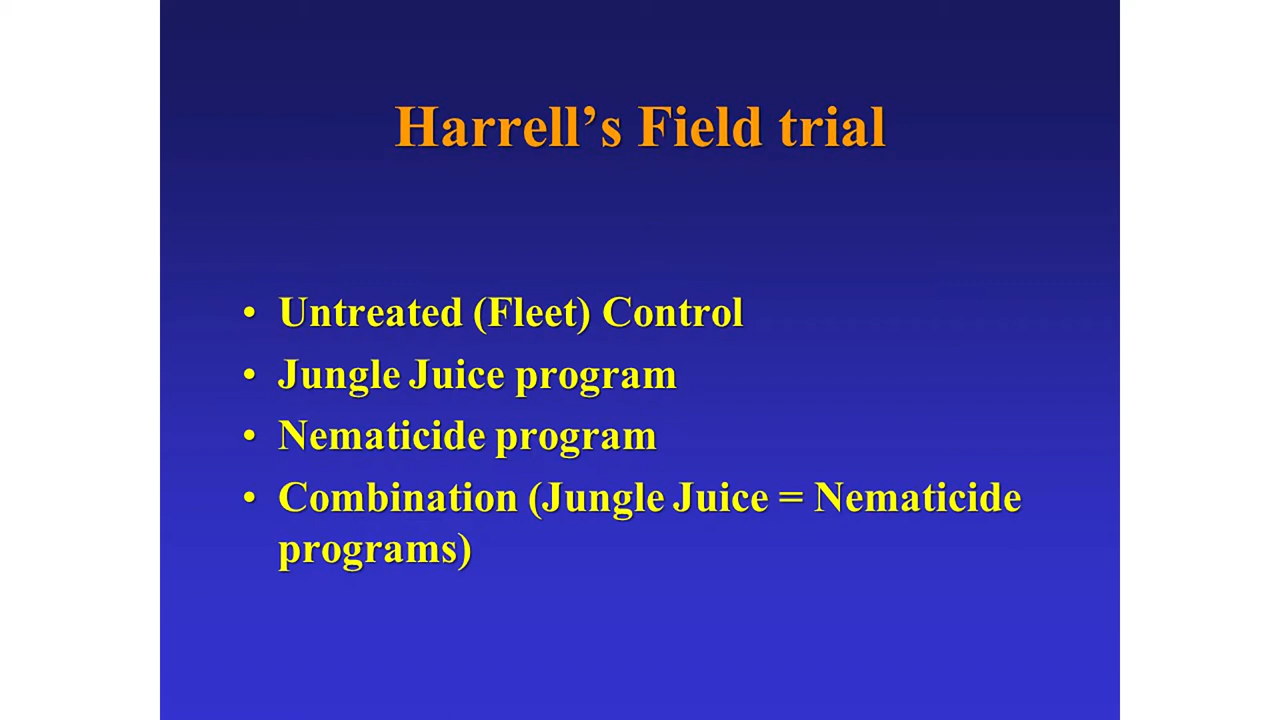 Harrell’s Field trial
• Untreated (Fleet) Control
• Jungle Juice program
• Nematicide program
• Combination (Jungle Juice = Nematicide
programs)